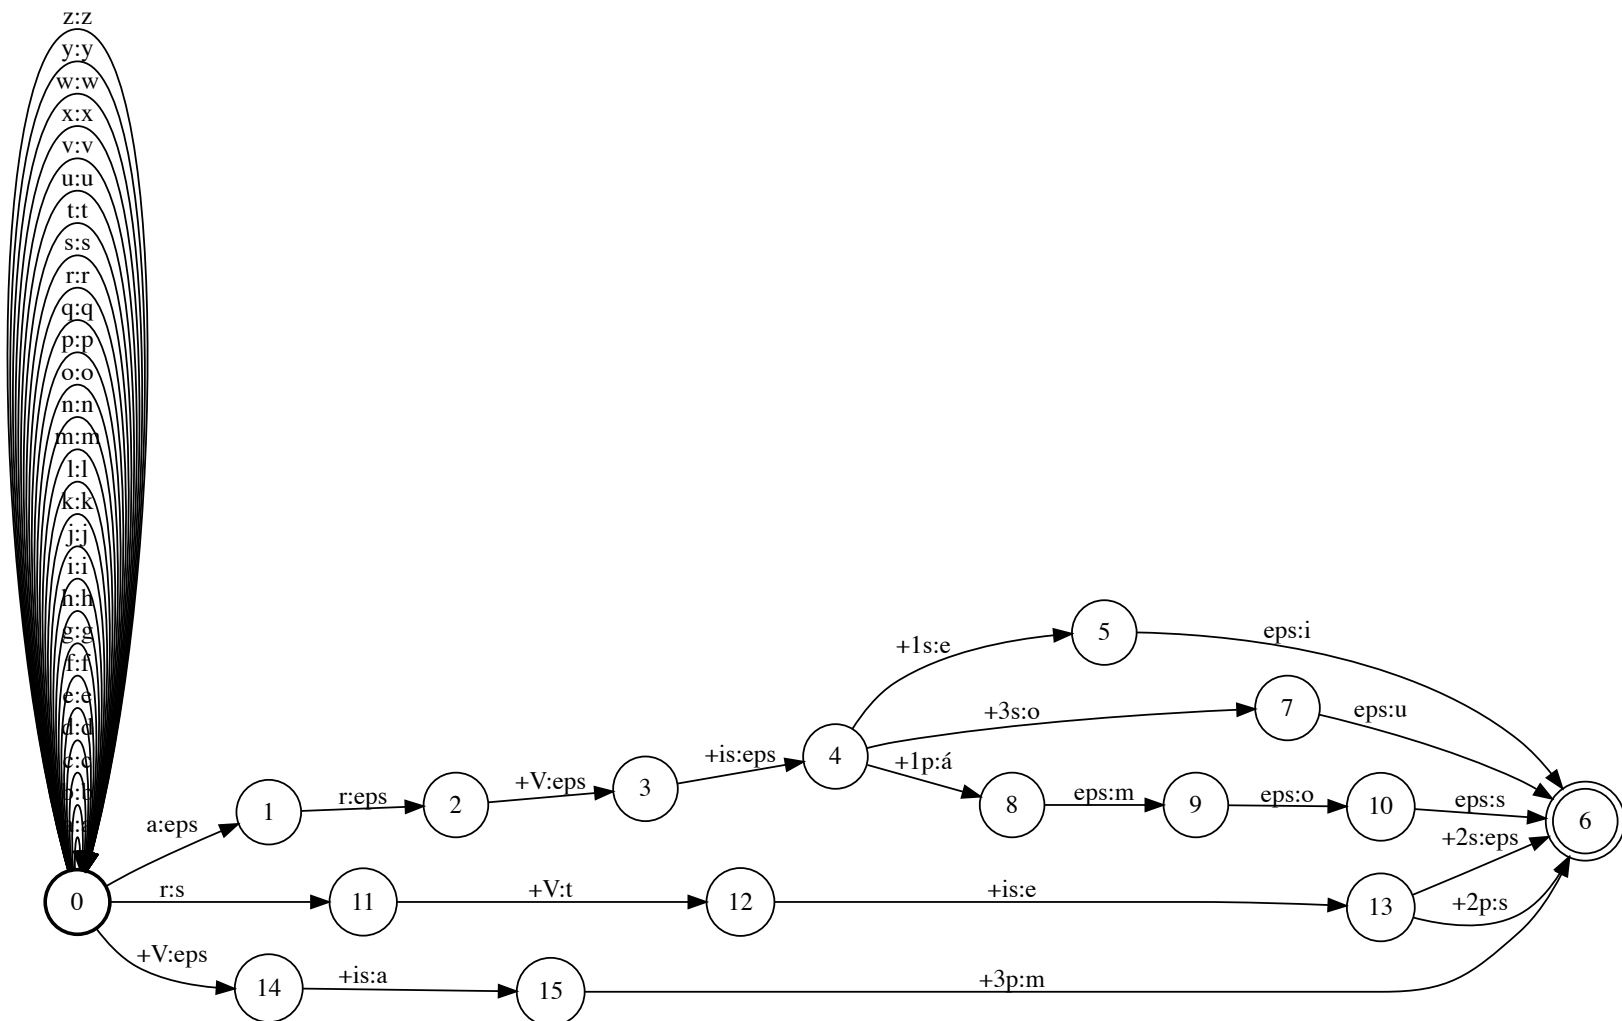 z:z
y:y
w:w
x:x
v:v
u:u
t:t
s:s
r:r
q:q
p:p
o:o
n:n
m:m
l:l
k:k
j:j
i:i
h:h
g:g
f:f
e:e
d:d
c:c
b:b
0
a:eps
1
r:eps
2
+V:eps
3
+is:eps
4
+1s:e
5
eps:i
+3s:o
7
eps:u
+1p:á
8
eps:m
9
eps:o
10
eps:s
6
r:s
11
+V:t
12
+is:e
13
+2s:eps
+2p:s
+V:eps
14
+is:a
15
+3p:m